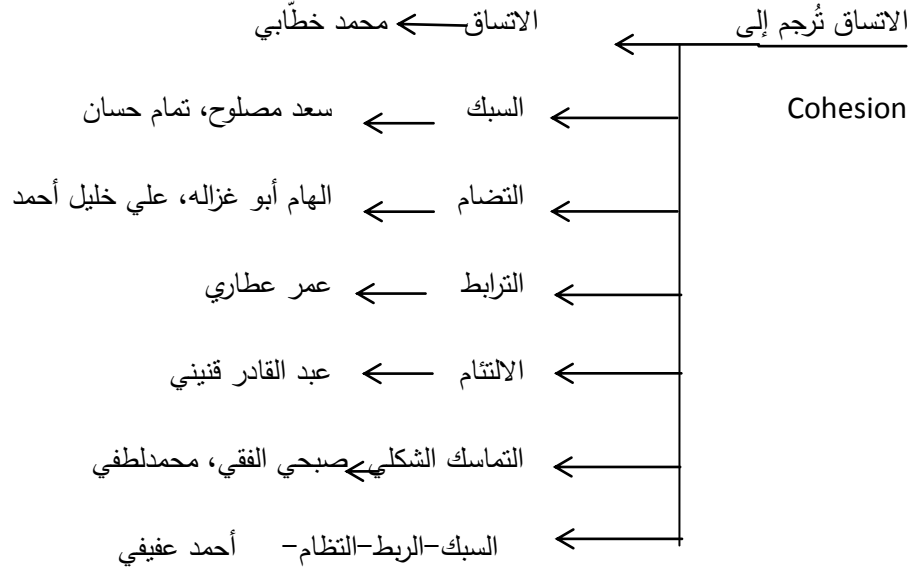 الاتساق تُرجم إلى الاتساق محمد خطّابي
Cohesion السبك سعد مصلوح، تمام حسان
التضام الهام أبو غزاله، علي خليل أحمد
الترابط عمر عطاري
الالتئام عبد القادر قنيني
التماسك الشكلي صبحي الفقي، محمدلطفي
السبك-الربط-التظام- أحمد عفيفي